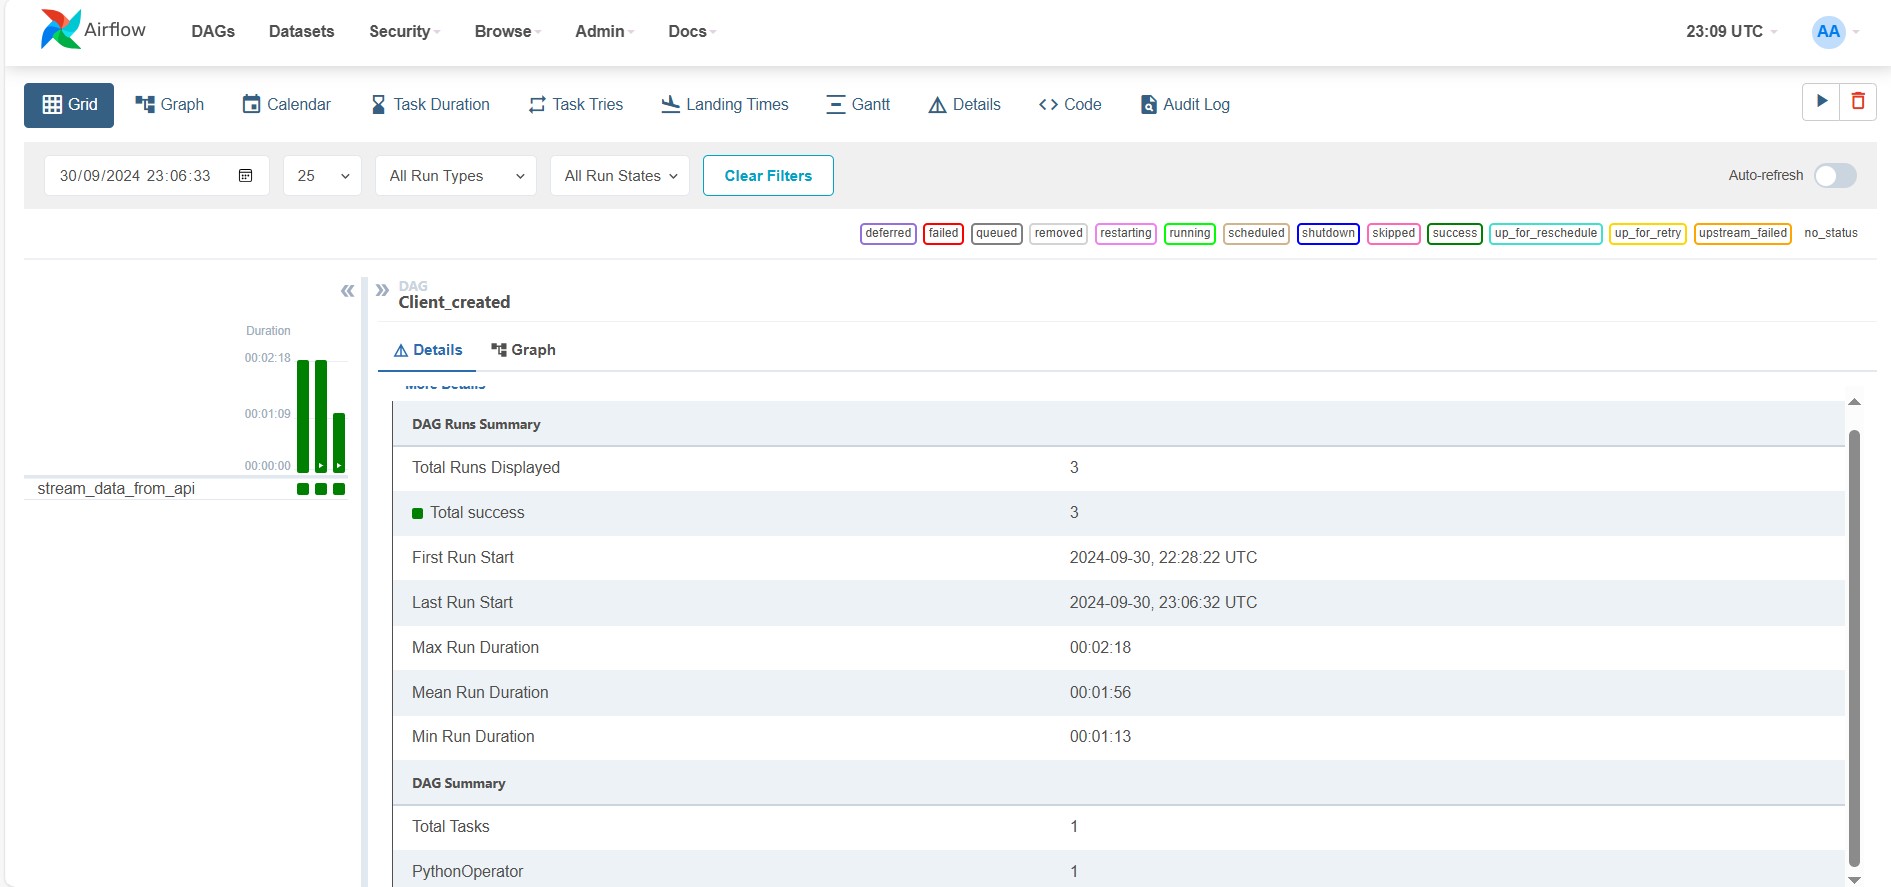 Airflow DAGs Datasets Security Browse Admin Docs 23:09 UTC AA
Grid Graph Calendar Task Duration Task Tries Landing Times Gantt Details Code Audit Log
30/09/2024 23:06:33 25 All Run Types All Run States Clear Filters Auto-refresh
deferred failed queued removed restarting running scheduled shutdown skipped success up_for_reschedule up_for_retry upstream_failed no_status
DAG
Client_created
Duration
00:02:18
00:01:09
00:00:00
stream_data_from_api
Details Graph
More Details
DAG Runs Summary
Total Runs Displayed 3
Total success 3
First Run Start 2024-09-30, 22:28:22 UTC
Last Run Start 2024-09-30, 23:06:32 UTC
Max Run Duration 00:02:18
Mean Run Duration 00:01:56
Min Run Duration 00:01:13
DAG Summary
Total Tasks 1
PythonOperator 1